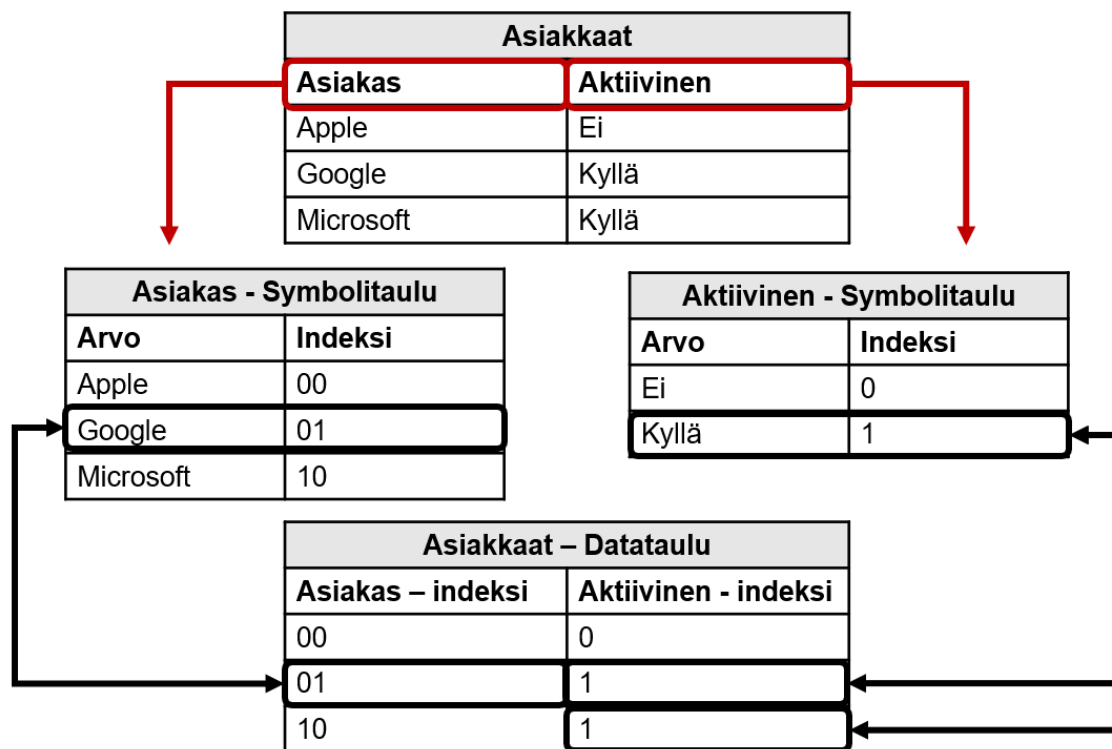 Asiakkaat
Asiakas Aktiivinen
Apple Ei
Google Kyllä
Microsoft Kyllä
Asiakas - Symbolitaulu
Arvo Indeksi
Apple 00
Google 01
Microsoft 10
Aktiivinen - Symbolitaulu
Arvo Indeksi
Ei 0
Kyllä 1
Asiakkaat – Datataulu
Asiakas – indeksi Aktiivinen - indeksi
00 0
01 1
10 1